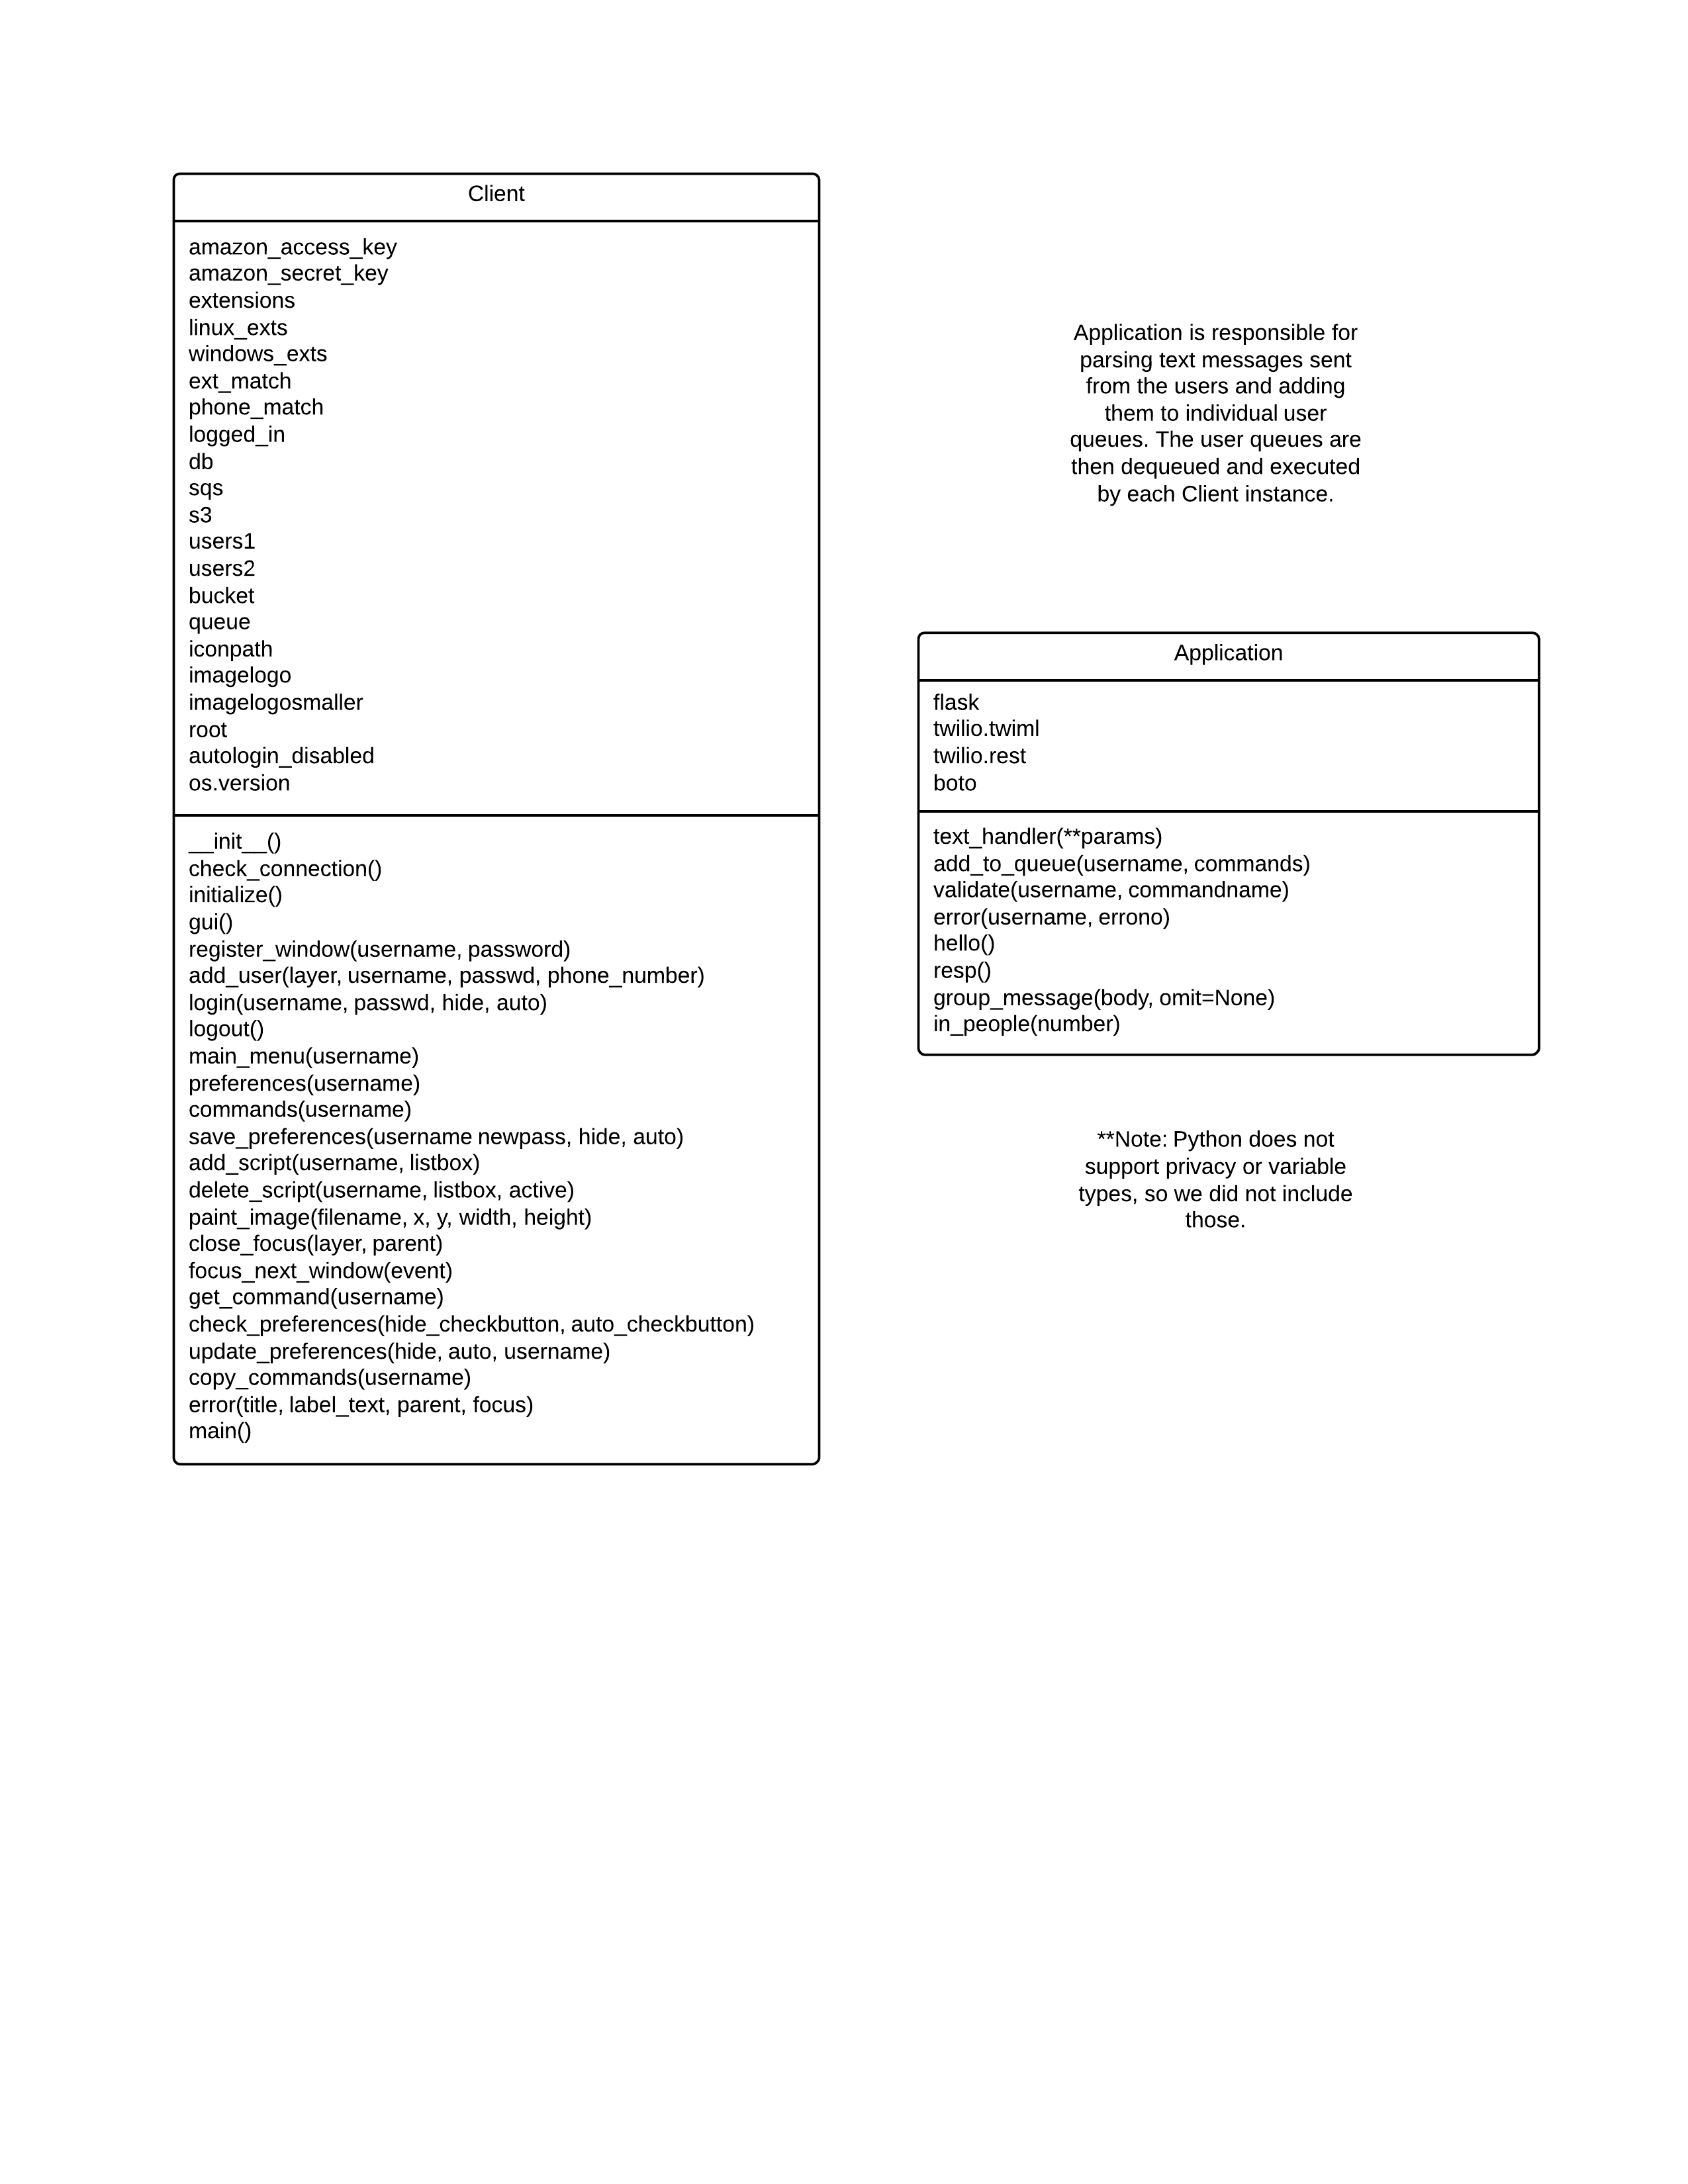 Client
amazon_access_key
amazon_secret_key
extensions
linux_exts
windows_exts
ext_match
phone_match
logged_in
db
sqs
s3
users1
users2
bucket
queue
iconpath
imagelogo
imagelogosmaller
root
autologin_disabled
os.version
__init__()
check_connection()
initialize()
gui()
register_window(username, password)
add_user(layer, username, passwd, phone_number)
login(username, passwd, hide, auto)
logout()
main_menu(username)
preferences(username)
commands(username)
save_preferences(username newpass, hide, auto)
add_script(username, listbox)
delete_script(username, listbox, active)
paint_image(filename, x, y, width, height)
close_focus(layer, parent)
focus_next_window(event)
get_command(username)
check_preferences(hide_checkbutton, auto_checkbutton)
update_preferences(hide, auto, username)
copy_commands(username)
error(title, label_text, parent, focus)
main()
Application is responsible for
parsing text messages sent
from the users and adding
them to individual user
queues. The user queues are
then dequeued and executed
by each Client instance.
Application
flask
twilio.twiml
twilio.rest
boto
text_handler(**params)
add_to_queue(username, commands)
validate(username, commandname)
error(username, errono)
hello()
resp()
group_message(body, omit=None)
in_people(number)
**Note: Python does not
support privacy or variable
types, so we did not include
those.